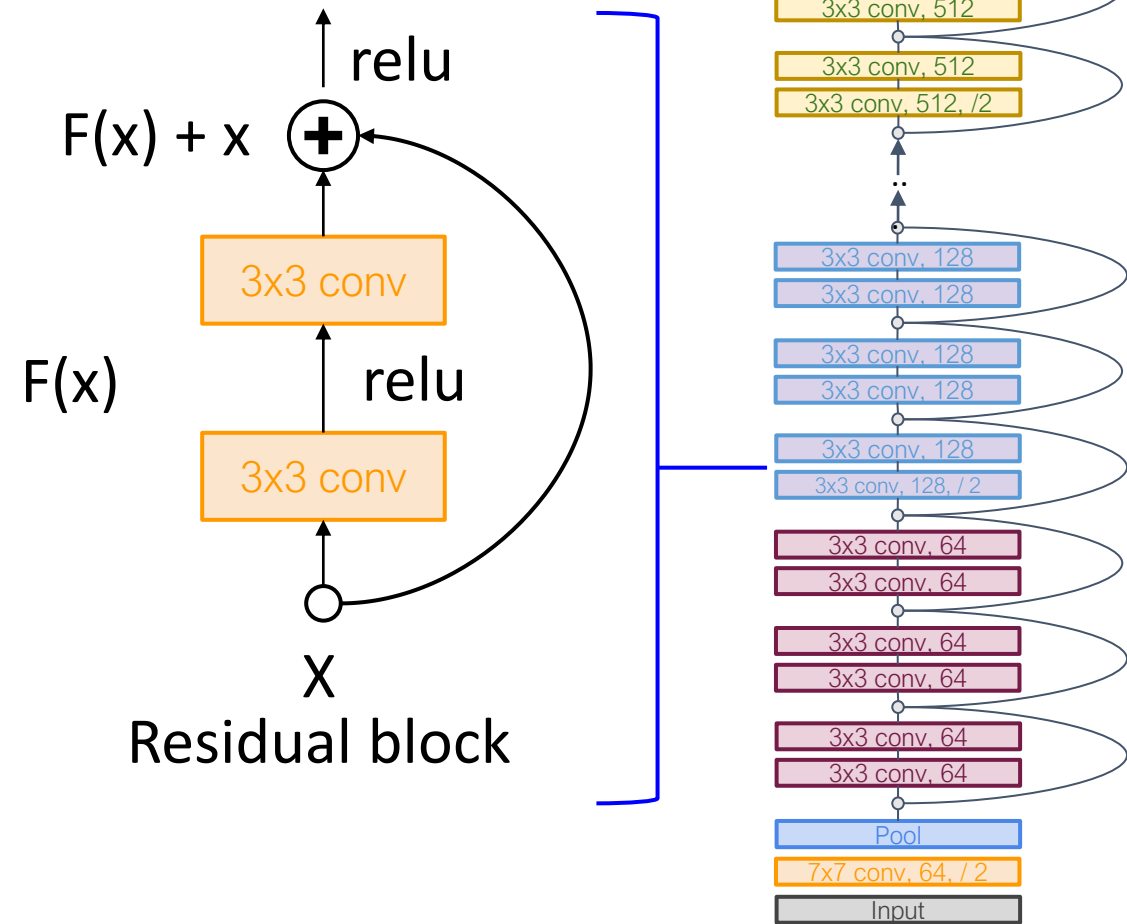 relu
F(x) + x
3x3 conv
F(x)
relu
3x3 conv
X
Residual block
3x3 conv, 512
3x3 conv, 512
3x3 conv, 512, /2
..
3x3 conv, 128
3x3 conv, 128
3x3 conv, 128
3x3 conv, 128
3x3 conv, 128
3x3 conv, 128, / 2
3x3 conv, 64
3x3 conv, 64
3x3 conv, 64
3x3 conv, 64
3x3 conv, 64
3x3 conv, 64
Pool
7x7 conv, 64, / 2
Input